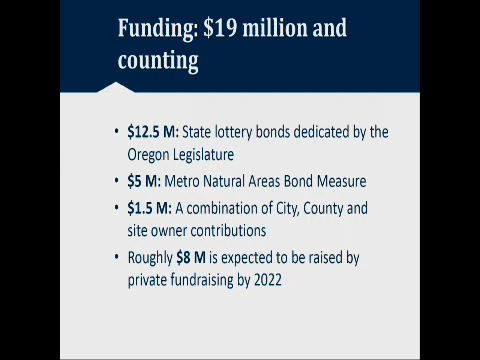 Funding: $19 million and
counting
• $12.5 M: State lottery bonds dedicated by the
Oregon Legislature
• $5 M: Metro Natural Areas Bond Measure
• $1.5 M: A combination of City, County and
site owner contributions
• Roughly $8 M is expected to be raised by
private fundraising by 2022